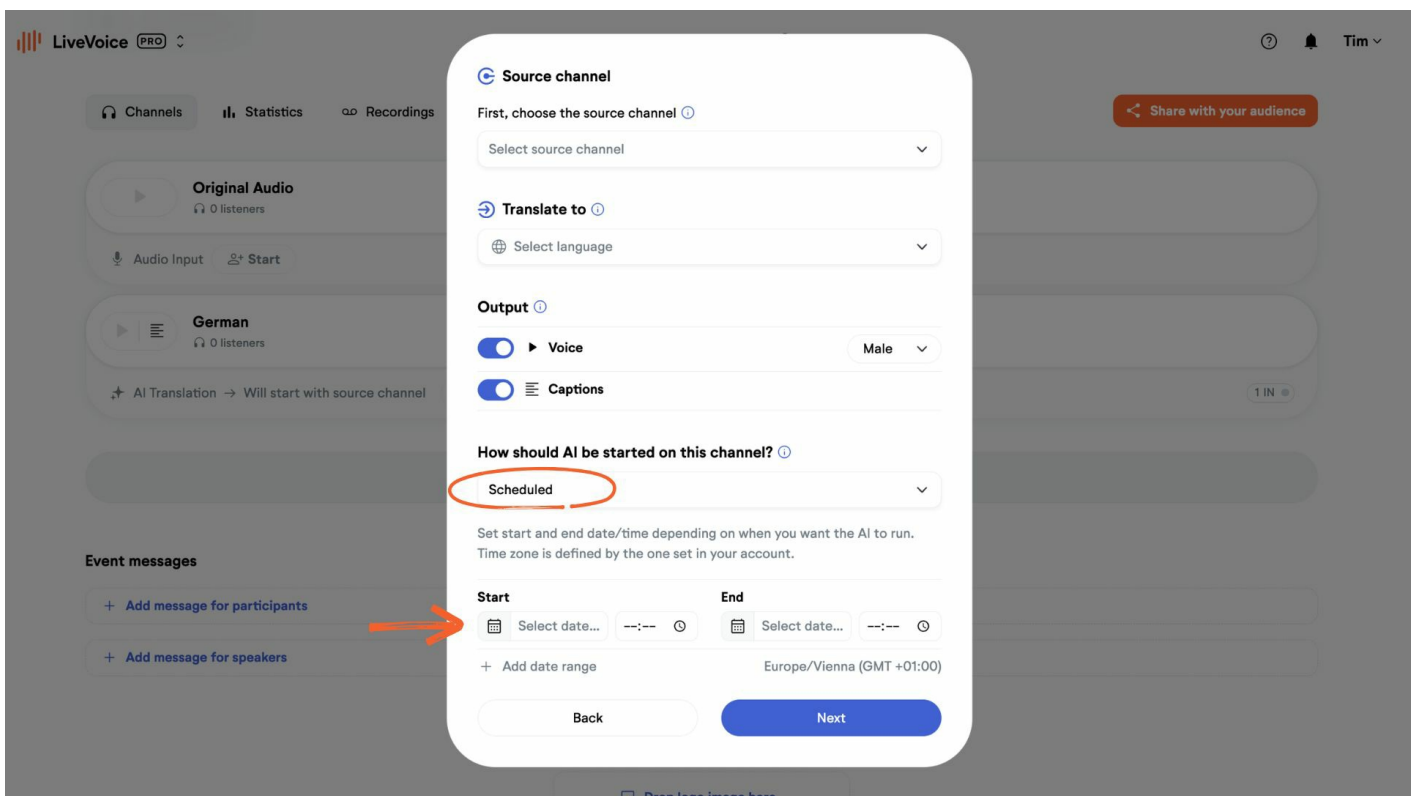 LiveVoice PRO
Tim
Channels
Statistics
Recordings
Share with your audience
Original Audio
0 listeners
Audio Input
Start
German
0 listeners
AI Translation → Will start with source channel
1 IN
Event messages
+ Add message for participants
+ Add message for speakers
Source channel
First, choose the source channel
Select source channel
Translate to
Select language
Output
Voice
Male
Captions
How should AI be started on this channel?
Scheduled
Set start and end date/time depending on when you want the AI to run.
Time zone is defined by the one set in your account.
Start End
Select date... --:-- Select date... --:--
+ Add date range Europe/Vienna (GMT +01:00)
Back Next
Drop logo image here